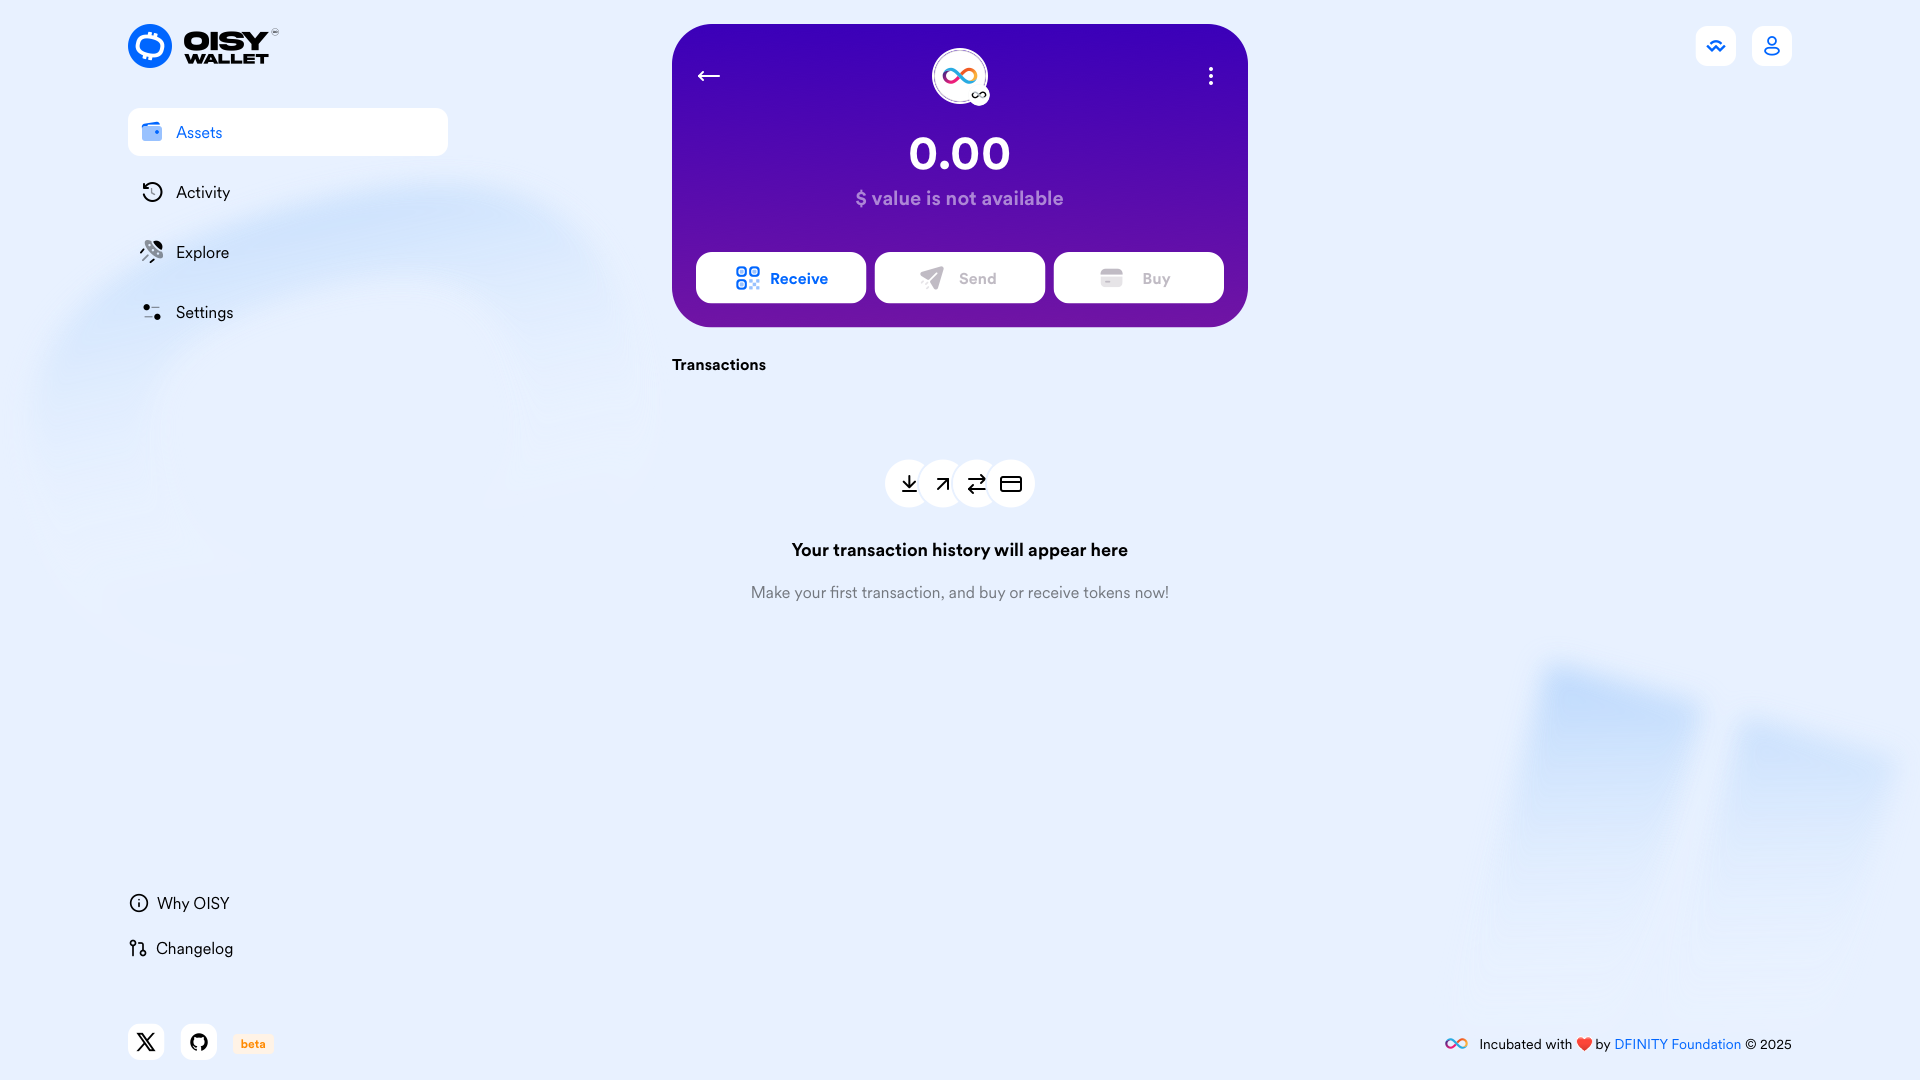 OISY
WALLET
Assets
Activity
Explore
Settings
0.00
$ value is not available
Receive
Send
Buy
Transactions
Your transaction history will appear here
Make your first transaction, and buy or receive tokens now!
Why OISY
Changelog
beta
Incubated with ❤️ by DFINITY Foundation © 2025